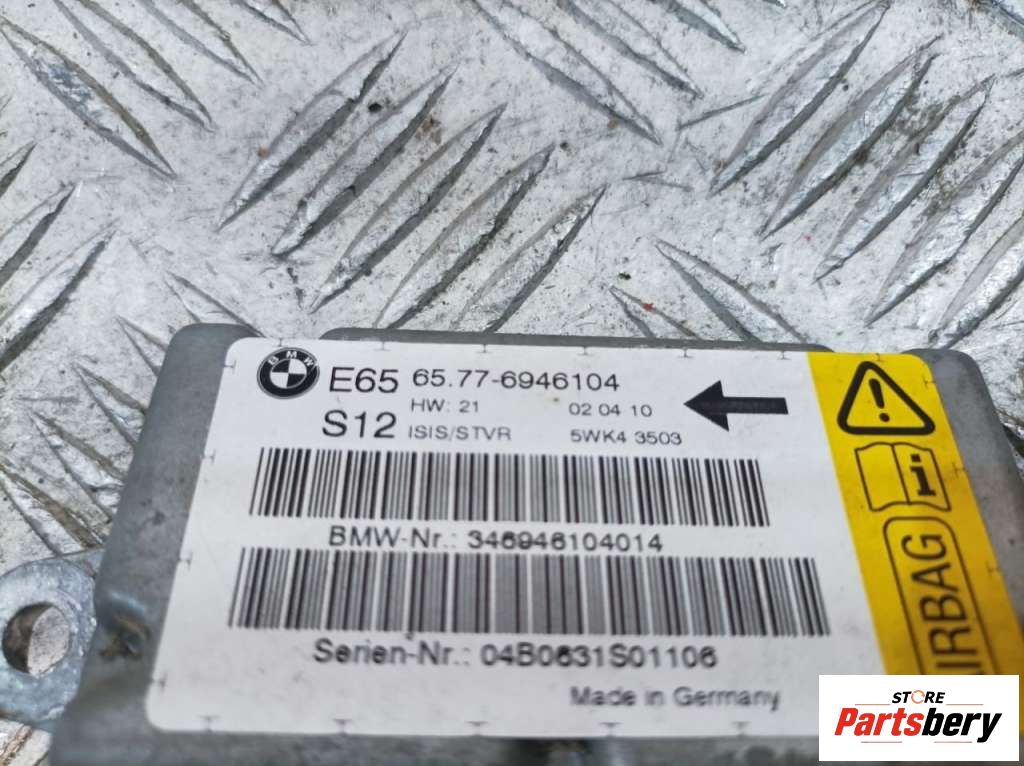 BMW
E65 65.77-6946104
HW: 21 02 04 10
S12 ISIS/STVR 5WK4 3503
BMW-Nr.: 346946104014
Serien-Nr.: 04B0631S01106
Made in Germany
i
AIRBAG
STORE
Partsbery